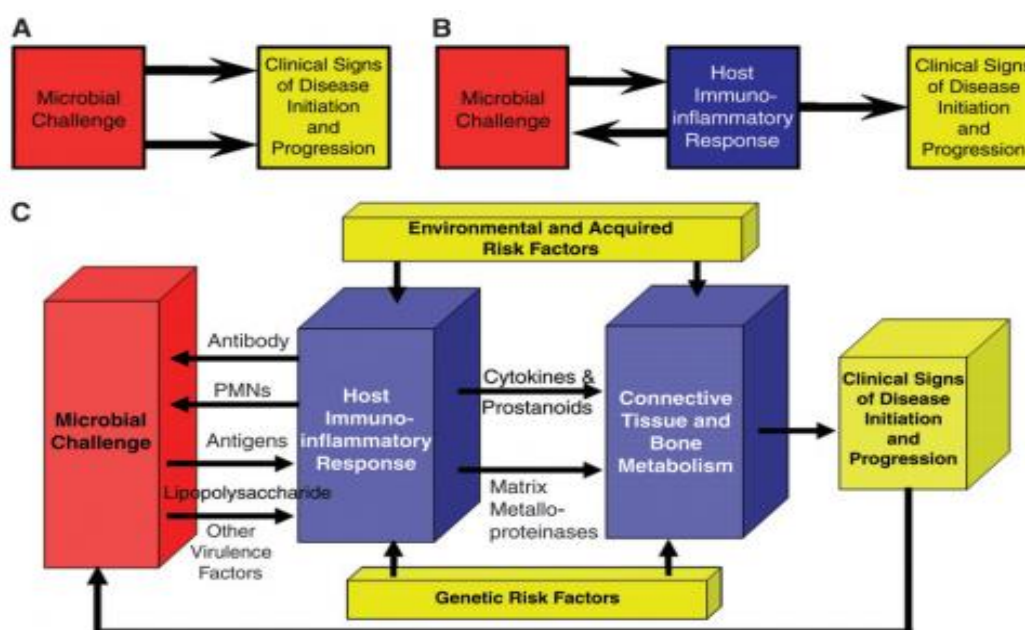 A
Microbial
Challenge
Clinical Signs
of Disease
Initiation
and
Progression
B
Microbial
Challenge
Host
Immuno-
inflammatory
Response
Clinical Signs
of Disease
Initiation
and
Progression
C
Environmental and Acquired
Risk Factors
Microbial
Challenge
Antibody
PMNs
Antigens
Lipopolysaccharide
Other
Virulence
Factors
Host
Immuno-
inflammatory
Response
Cytokines &
Prostanoids
Matrix
Metallo-
proteinases
Connective
Tissue and
Bone
Metabolism
Clinical Signs
of Disease
Initiation
and
Progression
Genetic Risk Factors